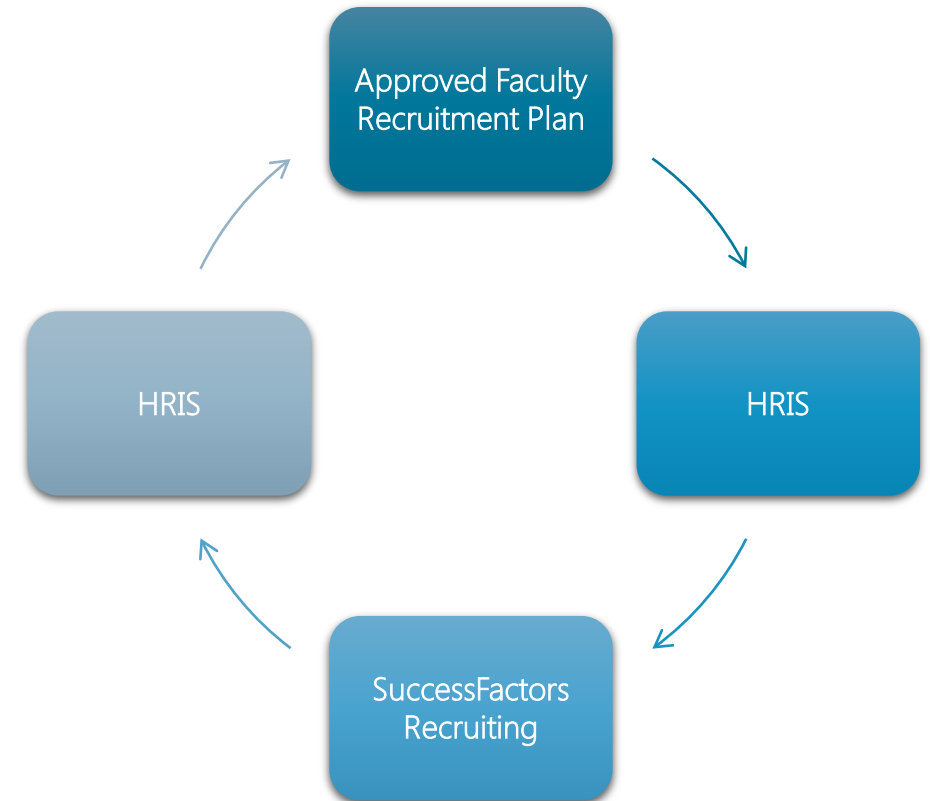 Approved Faculty
Recruitment Plan
HRIS
HRIS
SuccessFactors
Recruiting